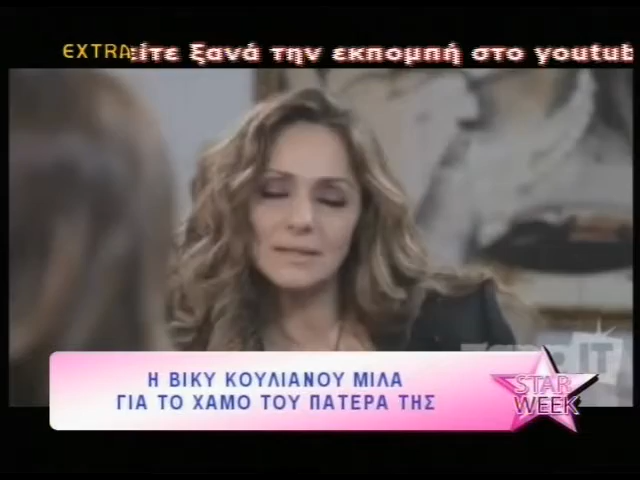 EXTRA
είτε ξανά την εκπομπή στο youtub
Η ΒΙΚΥ ΚΟΥΛΙΑΝΟΥ ΜΙΛΑ
ΓΙΑ ΤΟ ΧΑΜΟ ΤΟΥ ΠΑΤΕΡΑ ΤΗΣ
STAR
WEEK